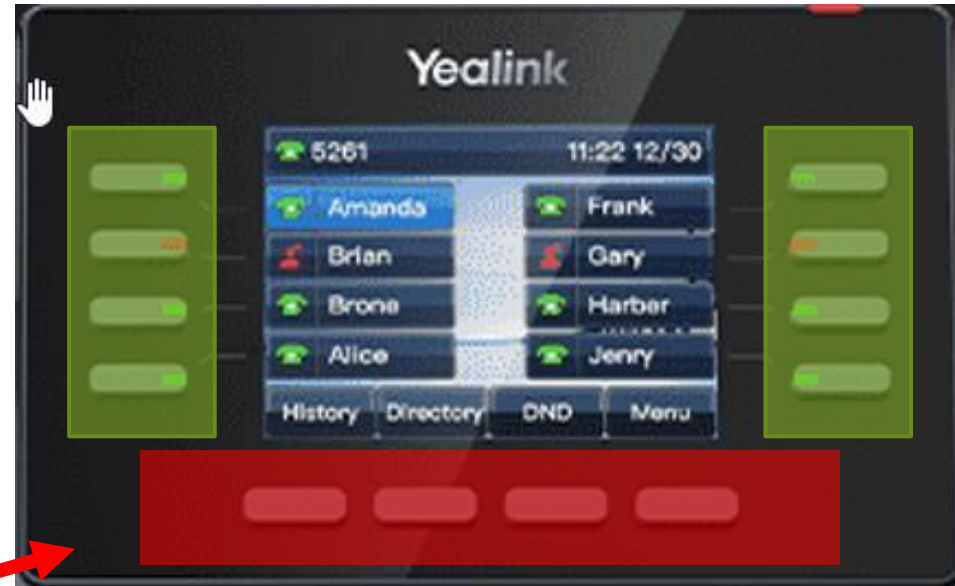 Yealink
5261 11:22 12/30
Amanda Frank
Brian Gary
Brone Harber
Alice Jenry
History Directory DND Menu